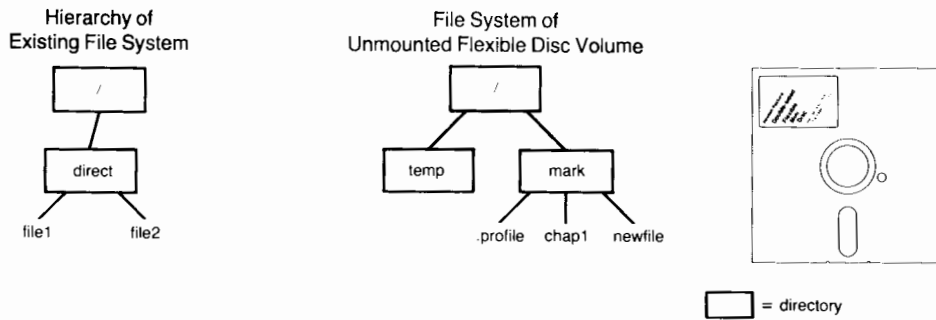 Hierarchy of
Existing File System
/
direct
file1
file2
File System of
Unmounted Flexible Disc Volume
/
temp
mark
.profile
chap1
newfile
= directory